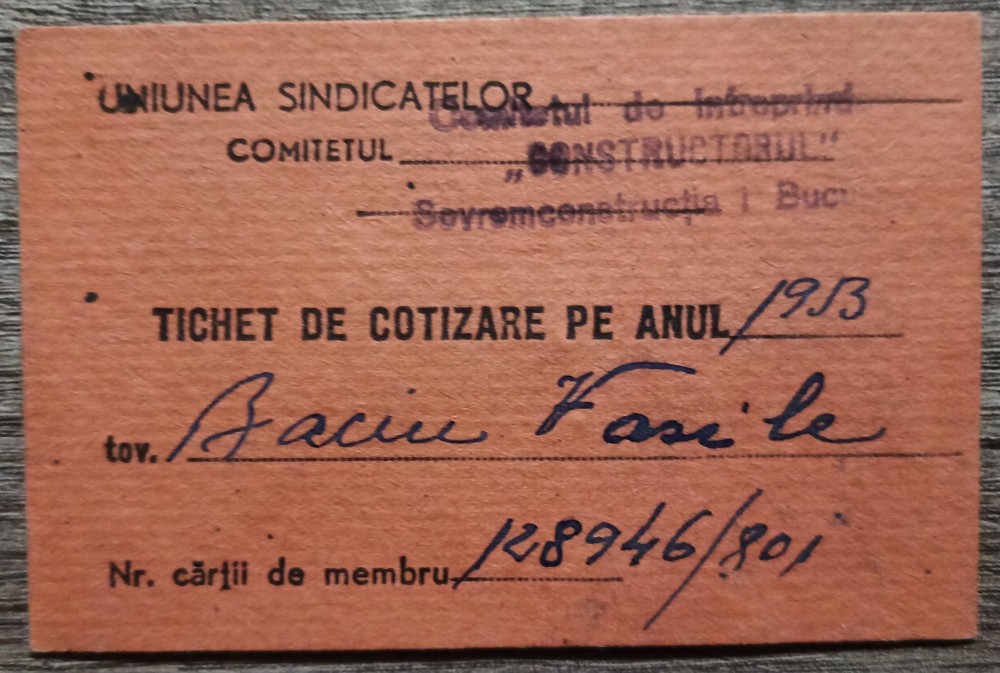 UNIUNEA SINDICATELOR
Comitetul de intreprind
COMITETUL
„CONSTRUCTORUL"
Sovromconstrucția 1 Buc
TICHET DE COTIZARE PE ANUL 1953
tov. Baciu Vasile
Nr. cărții de membru 128946/801